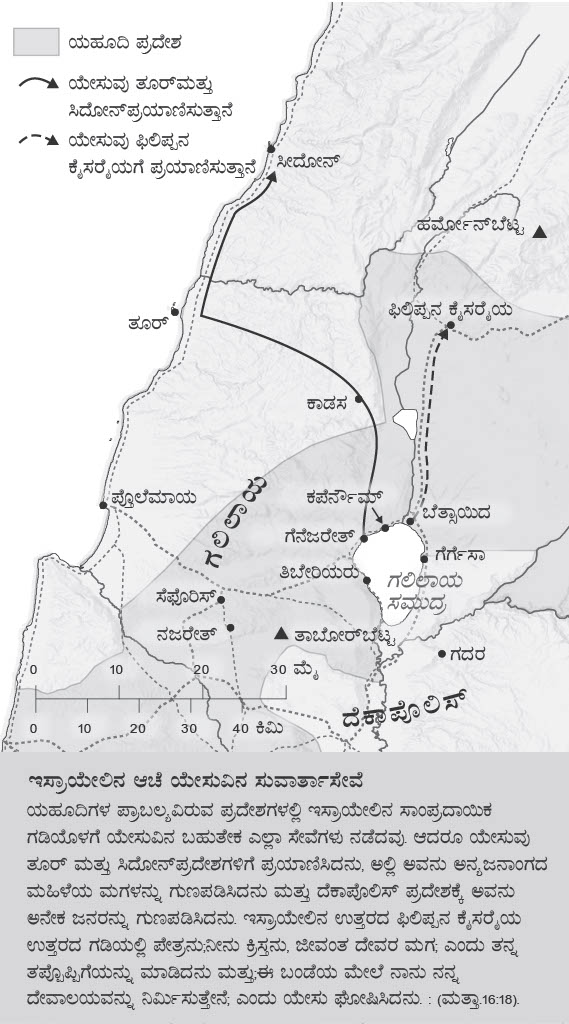 ಯಹೂದಿ ಪ್ರದೇಶ
ಯೇಸುವು ತೂರ್‌ಮತ್ತು
ಸಿದೋನ್‌ಪ್ರಯಾಣಿಸುತ್ತಾನೆ
ಯೇಸುವು ಫಿಲಿಪ್ಪನ
ಕೈಸರೈಯಗೆ ಪ್ರಯಾಣಿಸುತ್ತಾನೆ
ಸೀದೋನ್
ಹರ್ಮೋನ್‌ಬೆಟ್ಟ
ಫಿಲಿಪ್ಪನ ಕೈಸರೈಯ
ತೂರ್
ಕಾಡಸ
ಪ್ತೊಲೆಮಾಯ
ಗಲಿಲಾಯ
ಕಪೆರ್ನೌಮ್
ಬೆತ್ಸಾಯಿದ
ಗೆನೆಜರೇತ್
ಗೆರ್ಗೆಸಾ
ತಿಬೇರಿಯರು
ಗಲಿಲಾಯ
ಸಮುದ್ರ
ಸೆಫೊರಿಸ್
ನಜರೇತ್
ತಾಬೋರ್‌ಬೆಟ್ಟ
ಗದರ
0 10 20 30 ಮೈ
0 10 20 30 40 ಕಿಮಿ
ದೆಕಾಪೊಲಿಸ್
ಇಸ್ರಾಯೇಲಿನ ಆಚೆ ಯೇಸುವಿನ ಸುವಾರ್ತಾಸೇವೆ
ಯಹೂದಿಗಳ ಪ್ರಾಬಲ್ಯವಿರುವ ಪ್ರದೇಶಗಳಲ್ಲಿ ಇಸ್ರಾಯೇಲಿನ ಸಾಂಪ್ರದಾಯಿಕ
ಗಡಿಯೊಳಗೆ ಯೇಸುವಿನ ಬಹುತೇಕ ಎಲ್ಲಾ ಸೇವೆಗಳು ನಡೆದವು. ಆದರೂ ಯೇಸುವು
ತೂರ್ ಮತ್ತು ಸಿದೋನ್‌ಪ್ರದೇಶಗಳಿಗೆ ಪ್ರಯಾಣಿಸಿದನು, ಅಲ್ಲಿ ಅವನು ಅನ್ಯಜನಾಂಗದ
ಮಹಿಳೆಯ ಮಗಳನ್ನು ಗುಣಪಡಿಸಿದನು ಮತ್ತು ದೆಕಾಪೊಲಿಸ್ ಪ್ರದೇಶಕ್ಕೆ ಅವನು
ಅನೇಕ ಜನರನ್ನು ಗುಣಪಡಿಸಿದನು. ಇಸ್ರಾಯೇಲಿನ ಉತ್ತರದ ಫಿಲಿಪ್ಪನ ಕೈಸರೈಯ
ಉತ್ತರದ ಗಡಿಯಲ್ಲಿ ಪೇತ್ರನು;ನೀನು ಕ್ರಿಸ್ತನು, ಜೀವಂತ ದೇವರ ಮಗ; ಎಂದು ತನ್ನ
ತಪ್ಪೊಪ್ಪಿಗೆಯನ್ನು ಮಾಡಿದನು ಮತ್ತು;ಈ ಬಂಡೆಯ ಮೇಲೆ ನಾನು ನನ್ನ
ದೇವಾಲಯವನ್ನು ನಿರ್ಮಿಸುತ್ತೇನೆ; ಎಂದು ಯೇಸು ಘೋಷಿಸಿದನು. : (ಮತ್ತಾ.16:18).